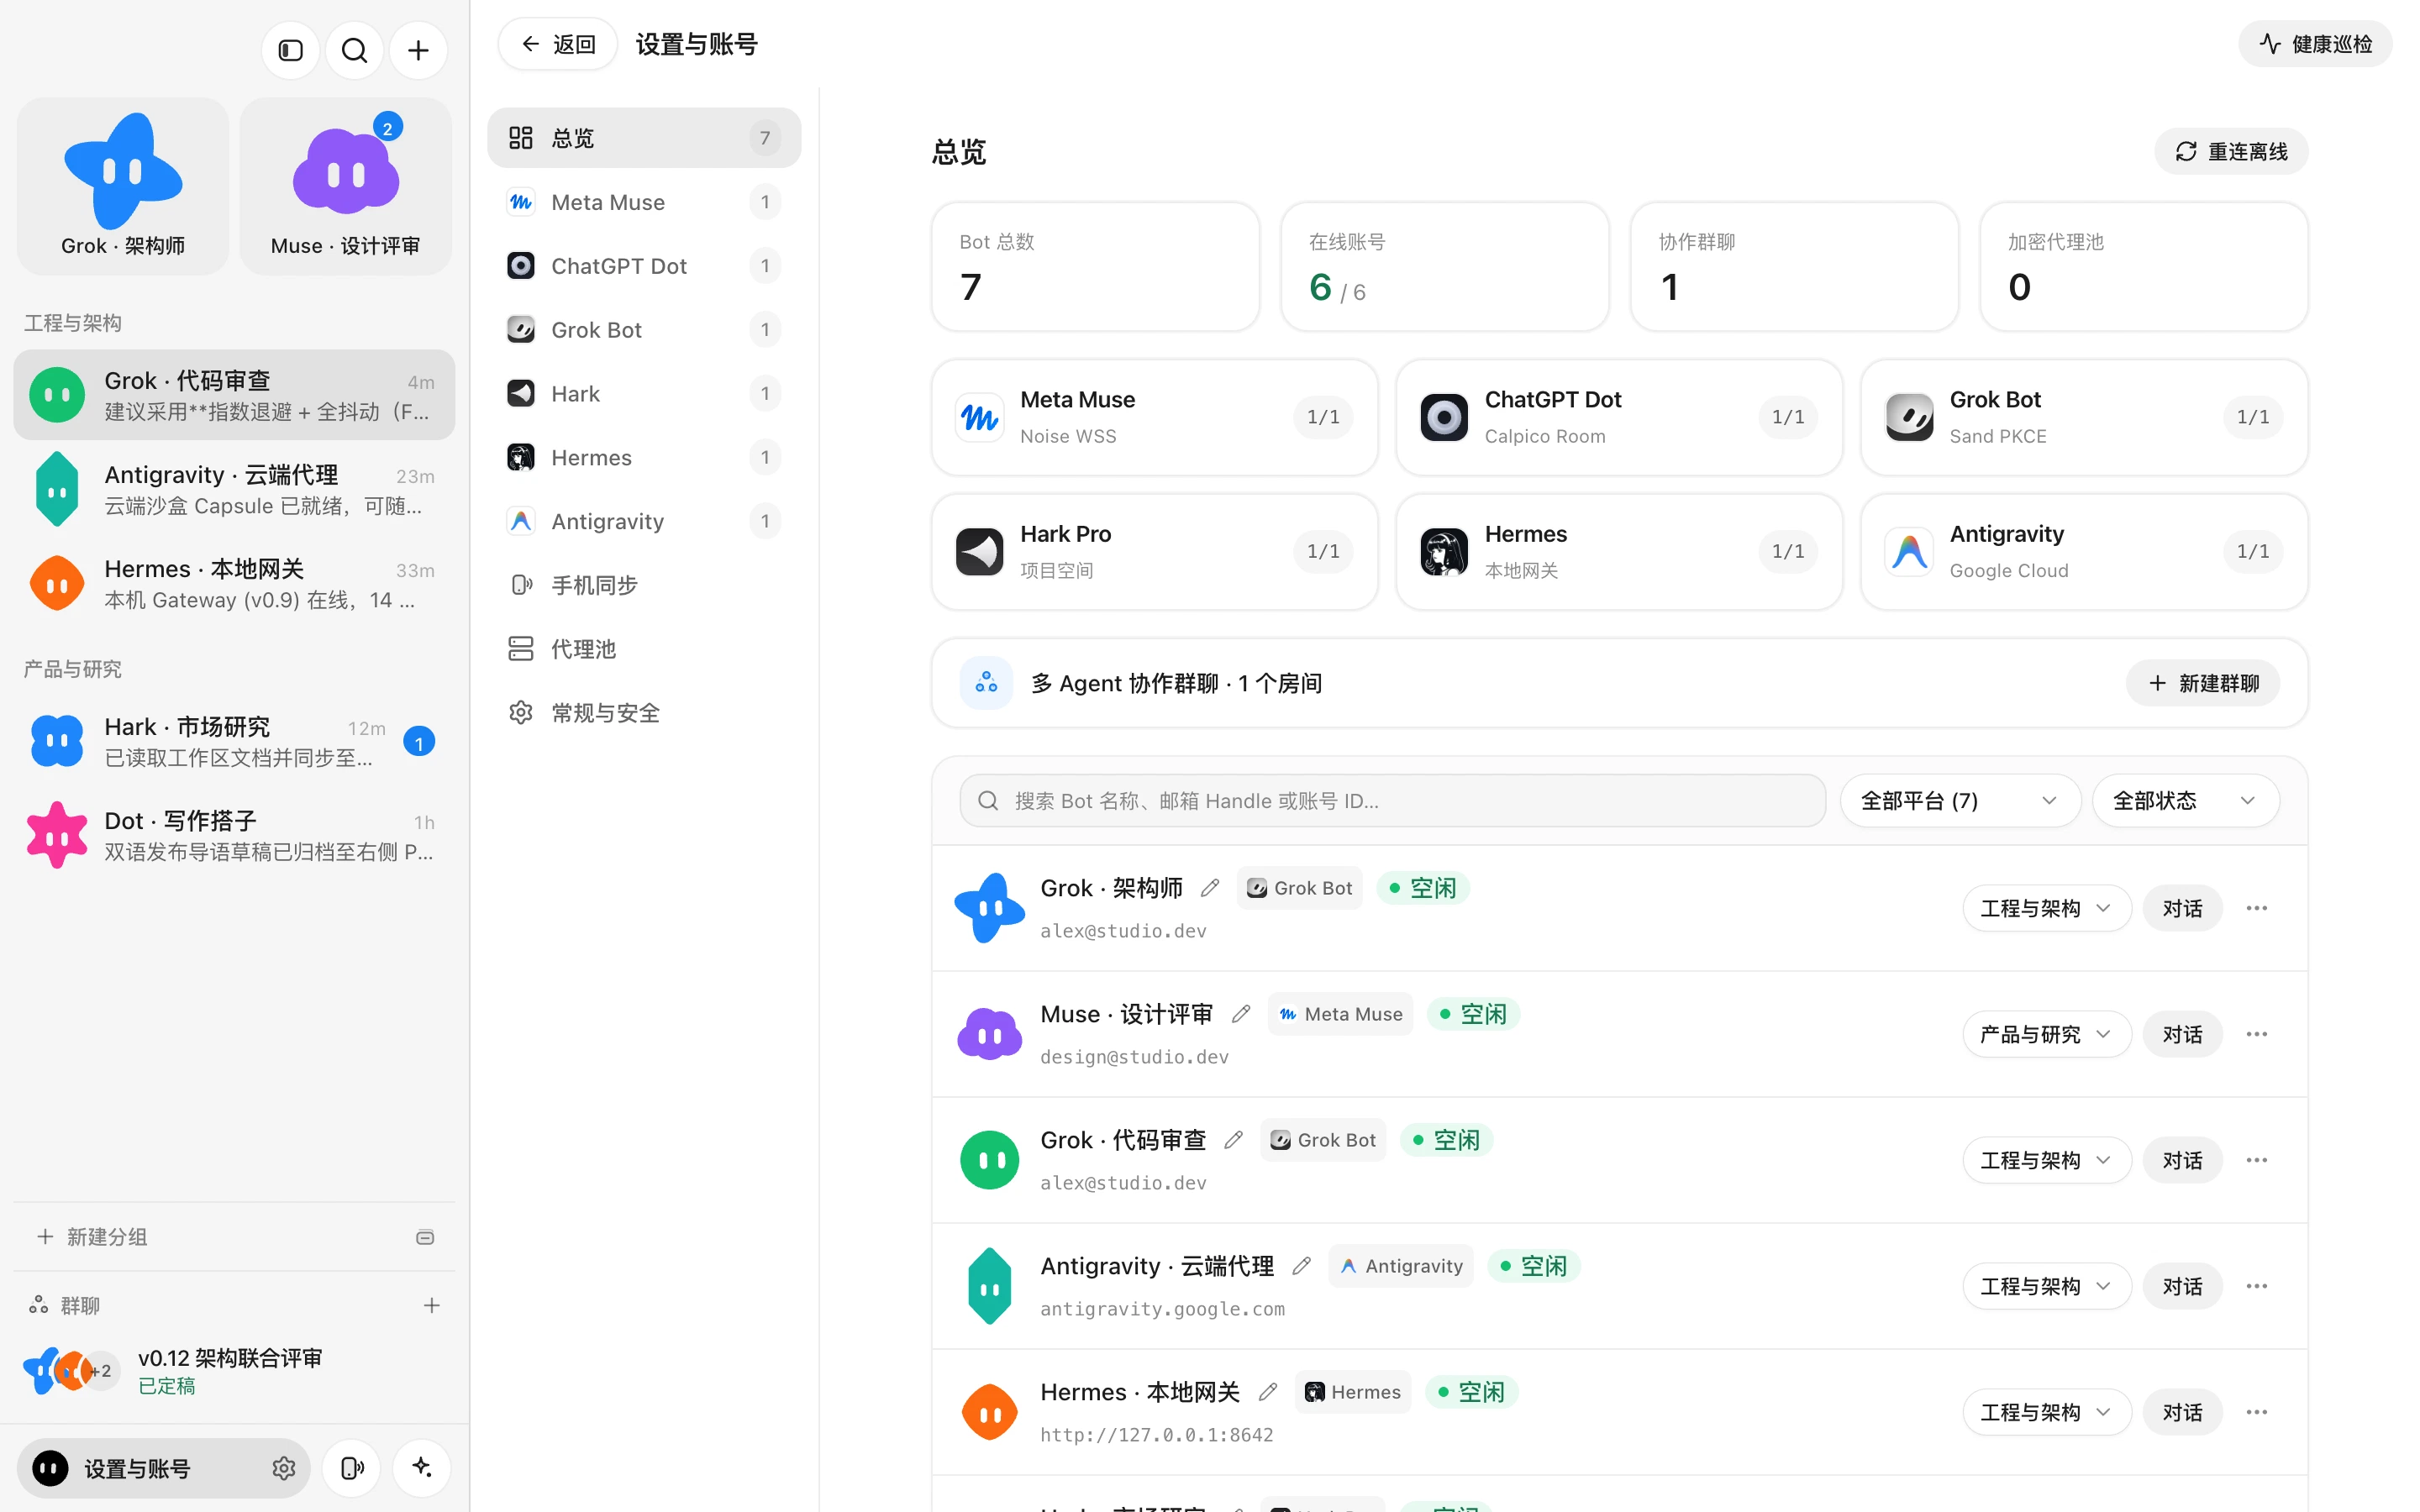 2
Grok · 架构师
Muse · 设计评审
工程与架构
Grok · 代码审查 4m
建议采用**指数退避 + 全抖动（F...
Antigravity · 云端代理 23m
云端沙盒 Capsule 已就绪，可随...
Hermes · 本地网关 33m
本机 Gateway (v0.9) 在线，14 ...
产品与研究
Hark · 市场研究 12m
已读取工作区文档并同步至... 1
Dot · 写作搭子 1h
双语发布导语草稿已归档至右侧 P...
新建分组
群聊
+2
v0.12 架构联合评审
已定稿
设置与账号
返回 设置与账号 健康巡检
总览 7
Meta Muse 1
ChatGPT Dot 1
Grok Bot 1
Hark 1
Hermes 1
Antigravity 1
手机同步
代理池
常规与安全
总览 重连离线
Bot 总数
7
在线账号
6 / 6
协作群聊
1
加密代理池
0
Meta Muse
Noise WSS
1/1
ChatGPT Dot
Calpico Room
1/1
Grok Bot
Sand PKCE
1/1
Hark Pro
项目空间
1/1
Hermes
本地网关
1/1
Antigravity
Google Cloud
1/1
多 Agent 协作群聊 · 1 个房间 新建群聊
搜索 Bot 名称、邮箱 Handle 或账号 ID... 全部平台 (7) 全部状态
Grok · 架构师 Grok Bot 空闲
alex@studio.dev
工程与架构 对话
Muse · 设计评审 Meta Muse 空闲
design@studio.dev
产品与研究 对话
Grok · 代码审查 Grok Bot 空闲
alex@studio.dev
工程与架构 对话
Antigravity · 云端代理 Antigravity 空闲
antigravity.google.com
工程与架构 对话
Hermes · 本地网关 Hermes 空闲
http://127.0.0.1:8642
工程与架构 对话